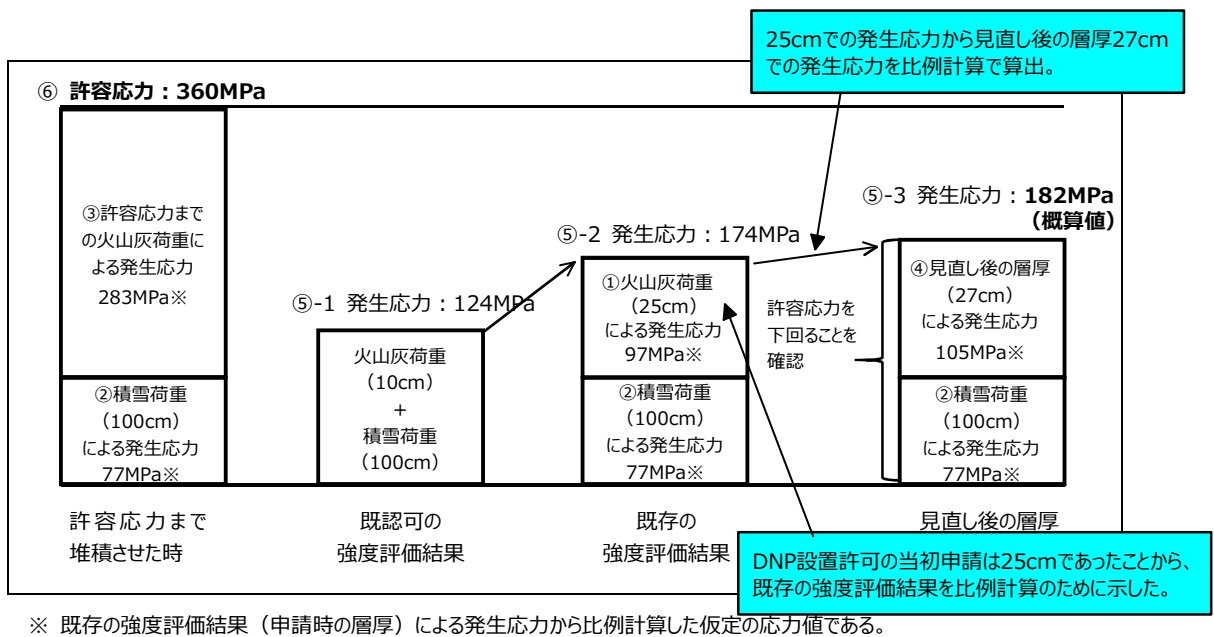 25cmでの発生応力から見直し後の層厚27cm
での発生応力を比例計算で算出。
⑥ 許容応力：360MPa
③許容応力まで
の火山灰荷重に
よる発生応力
283MPa※
②積雪荷重
（100cm）
による発生応力
77MPa※
許容応力まで
堆積させた時
⑤-1 発生応力：124MPa
火山灰荷重
（10cm）
+
積雪荷重
（100cm）
既認可の
強度評価結果
⑤-2 発生応力：174MPa
①火山灰荷重
（25cm）
による発生応力
97MPa※
②積雪荷重
（100cm）
による発生応力
77MPa※
既存の
強度評価結果
許容応力を
下回ることを
確認
⑤-3 発生応力：182MPa
（概算値）
④見直し後の層厚
（27cm）
による発生応力
105MPa※
②積雪荷重
（100cm）
による発生応力
77MPa※
見直し後の層厚
DNP設置許可の当初申請は25cmであったことから、
既存の強度評価結果を比例計算のために示した。
※ 既存の強度評価結果（申請時の層厚）による発生応力から比例計算した仮定の応力値である。